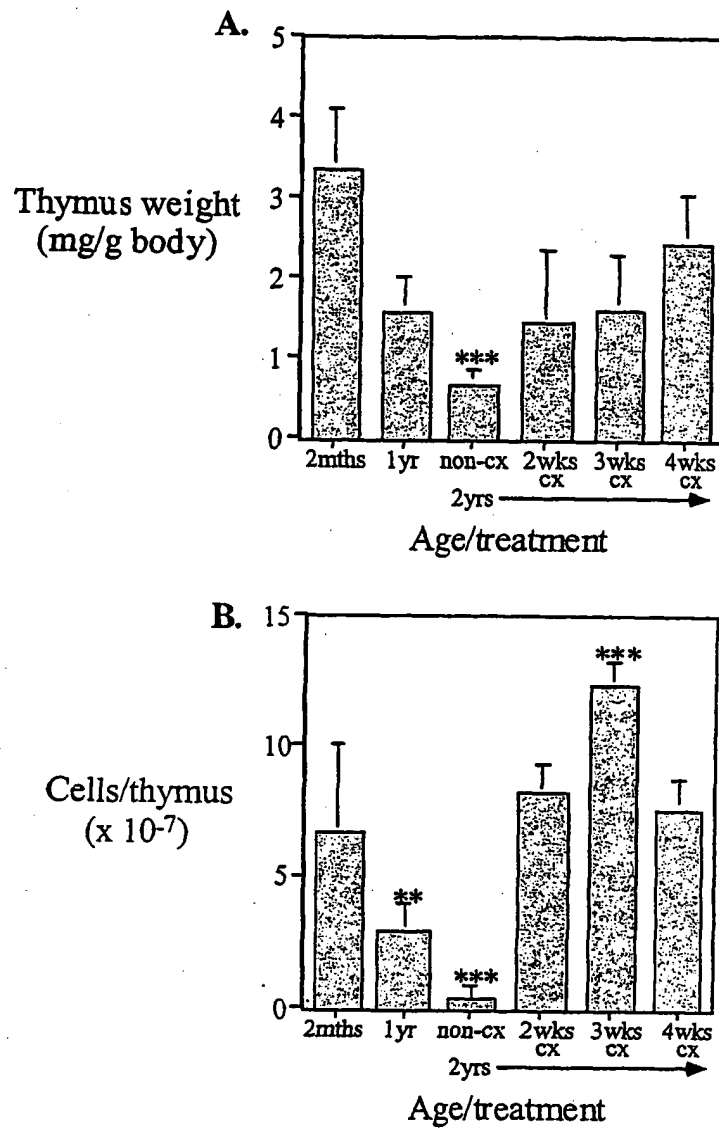 A.
5
4
3
2
1
0
Thymus weight
(mg/g body)
***
2mths 1yr non-cx 2wks cx 3wks cx 4wks cx
2yrs
Age/treatment
B.
15
10
5
0
Cells/thymus
(x 10-7)
** *** ***
2mths 1yr non-cx 2wks cx 3wks cx 4wks cx
2yrs
Age/treatment